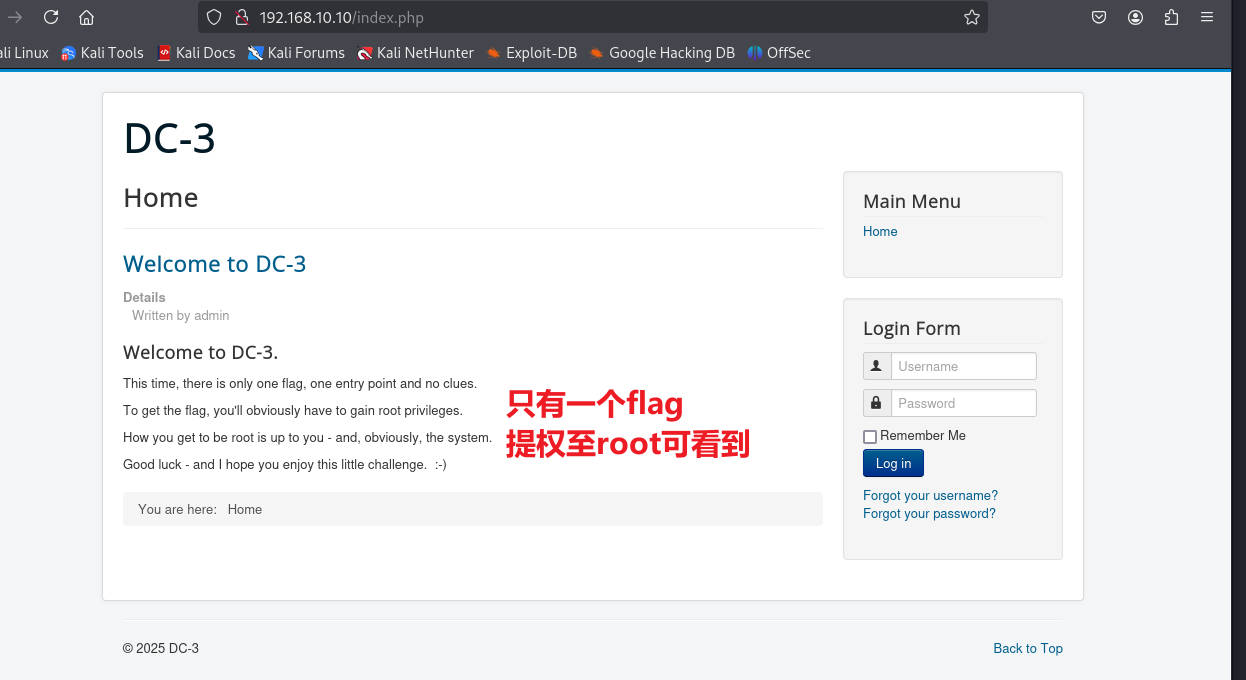 192.168.10.10/index.php
ali Linux Kali Tools Kali Docs Kali Forums Kali NetHunter Exploit-DB Google Hacking DB OffSec
DC-3
Home
Welcome to DC-3
Details
Written by admin
Welcome to DC-3.
This time, there is only one flag, one entry point and no clues.
To get the flag, you'll obviously have to gain root privileges.
How you get to be root is up to you - and, obviously, the system.
Good luck - and I hope you enjoy this little challenge. :-)
只有一个flag
提权至root可看到
You are here: Home
Main Menu
Home
Login Form
Username
Password
Remember Me
Log in
Forgot your username?
Forgot your password?
© 2025 DC-3
Back to Top